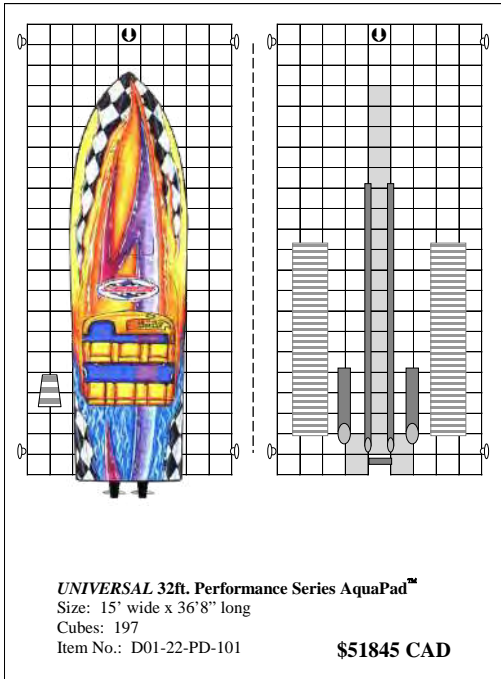 UNIVERSAL 32ft. Performance Series AquaPad™
Size: 15' wide x 36'8" long
Cubes: 197
Item No.: D01-22-PD-101
$51845 CAD